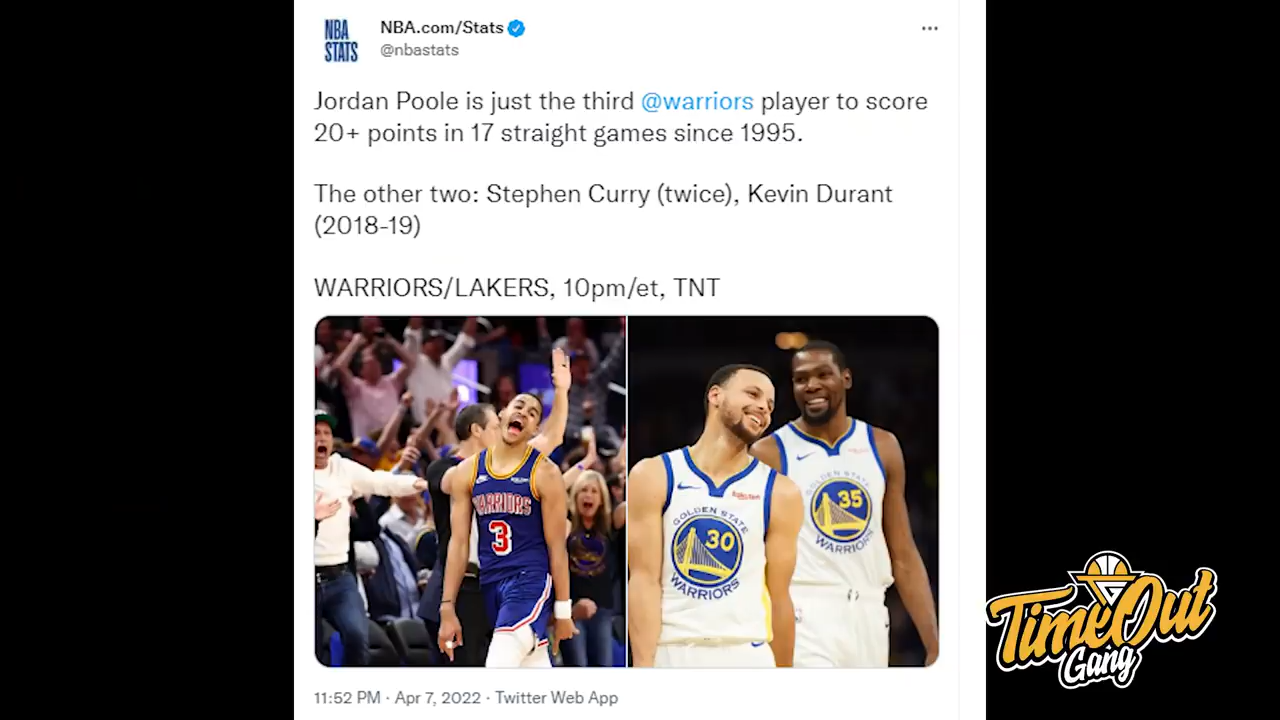 NBA
STATS
NBA.com/Stats
@nbastats
Jordan Poole is just the third @warriors player to score
20+ points in 17 straight games since 1995.
The other two: Stephen Curry (twice), Kevin Durant
(2018-19)
WARRIORS/LAKERS, 10pm/et, TNT
WARRIORS
3
GOLDEN STATE
30
WARRIORS
Rakuten
GOLDEN STATE
35
WARRIORS
TimeOut
Gang
11:52 PM · Apr 7, 2022 · Twitter Web App